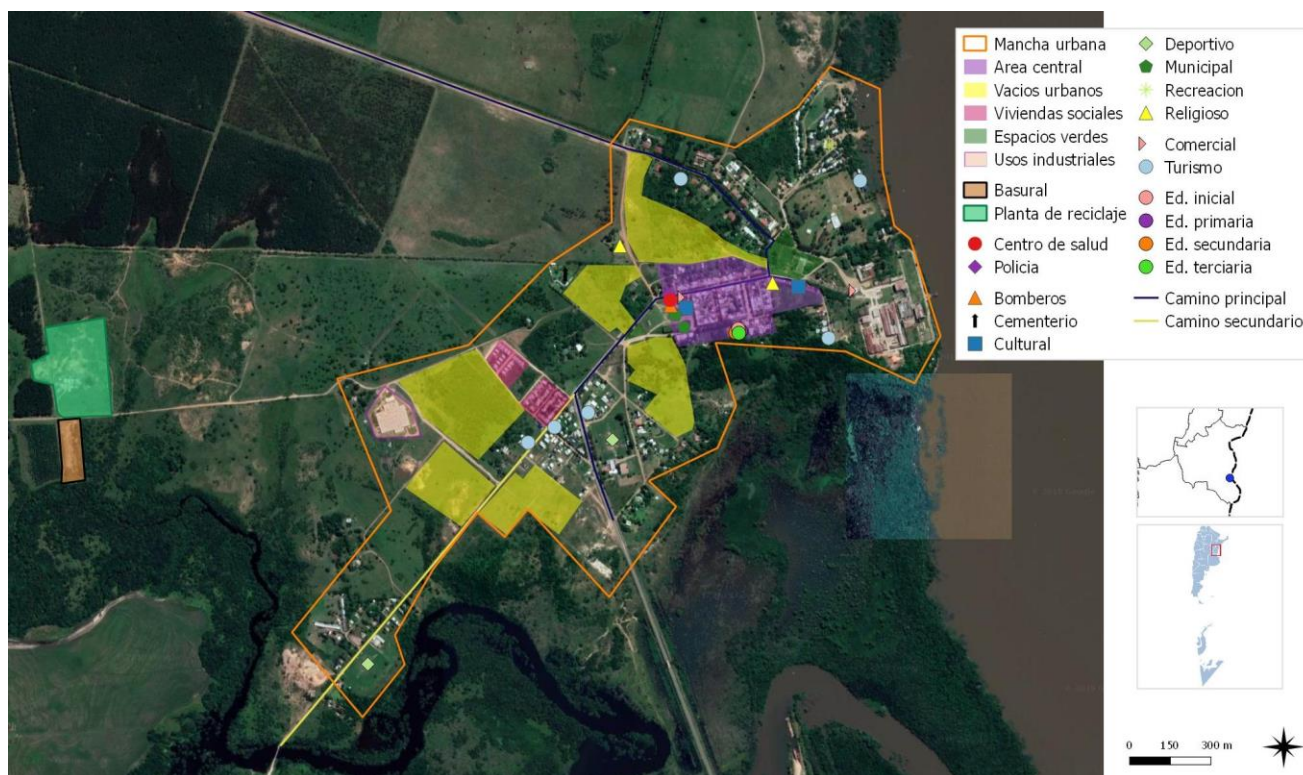 Mancha urbana
Area central
Vacios urbanos
Viviendas sociales
Espacios verdes
Usos industriales
Basural
Planta de reciclaje
Centro de salud
Policia
Bomberos
Cementerio
Cultural
Deportivo
Municipal
Recreacion
Religioso
Comercial
Turismo
Ed. inicial
Ed. primaria
Ed. secundaria
Ed. terciaria
Camino principal
Camino secundario
0 150 300 m